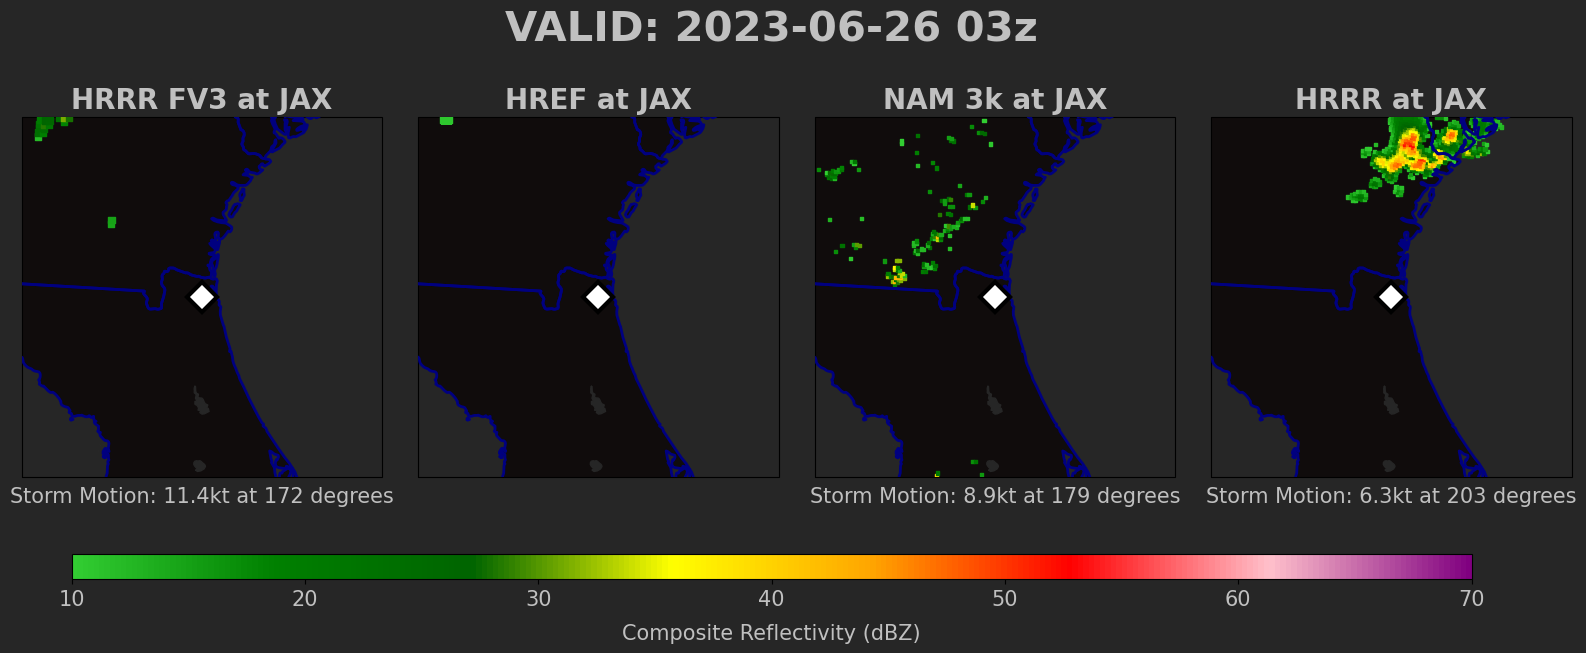 VALID: 2023-06-26 03z
HRRR FV3 at JAX
HREF at JAX
NAM 3k at JAX
HRRR at JAX
Storm Motion: 11.4kt at 172 degrees
Storm Motion: 8.9kt at 179 degrees
Storm Motion: 6.3kt at 203 degrees
10 20 30 40 50 60 70
Composite Reflectivity (dBZ)